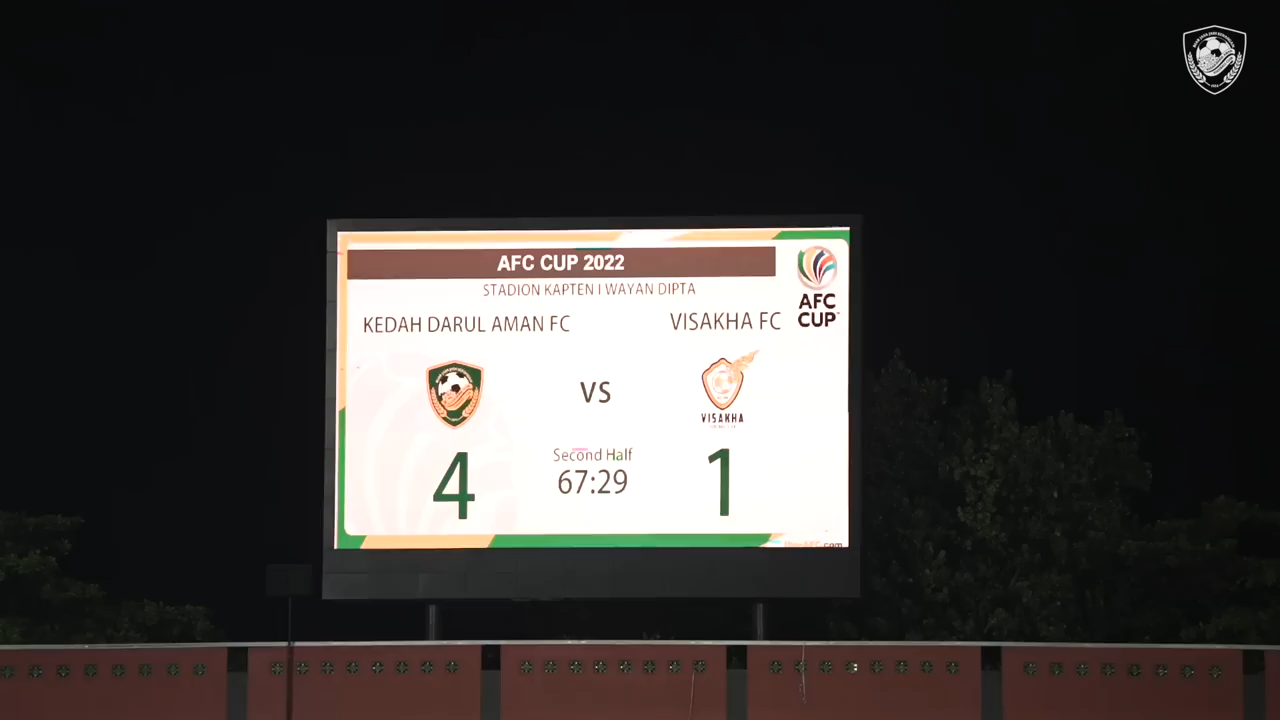 AFC CUP 2022
STADION KAPTEN I WAYAN DIPTA
KEDAH DARUL AMAN FC
VISAKHA FC
AFC
CUP
VS
VISAKHA
Second Half
67:29
4
1